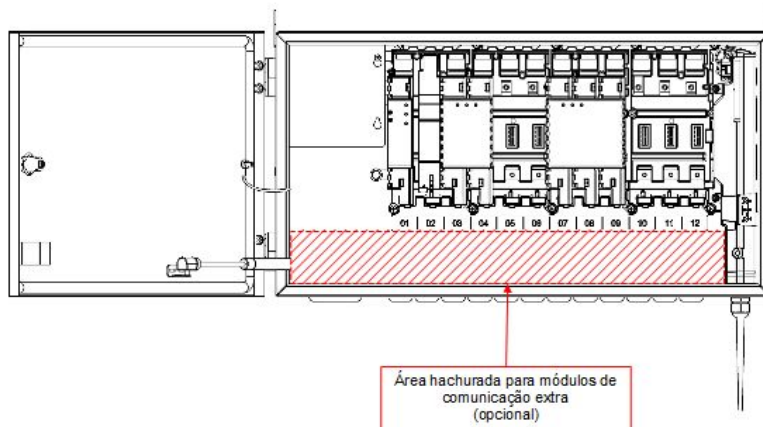 01 02 03 04 05 06 07 08 09 10 11 12
Área hachurada para módulos de
comunicação extra
(opcional)